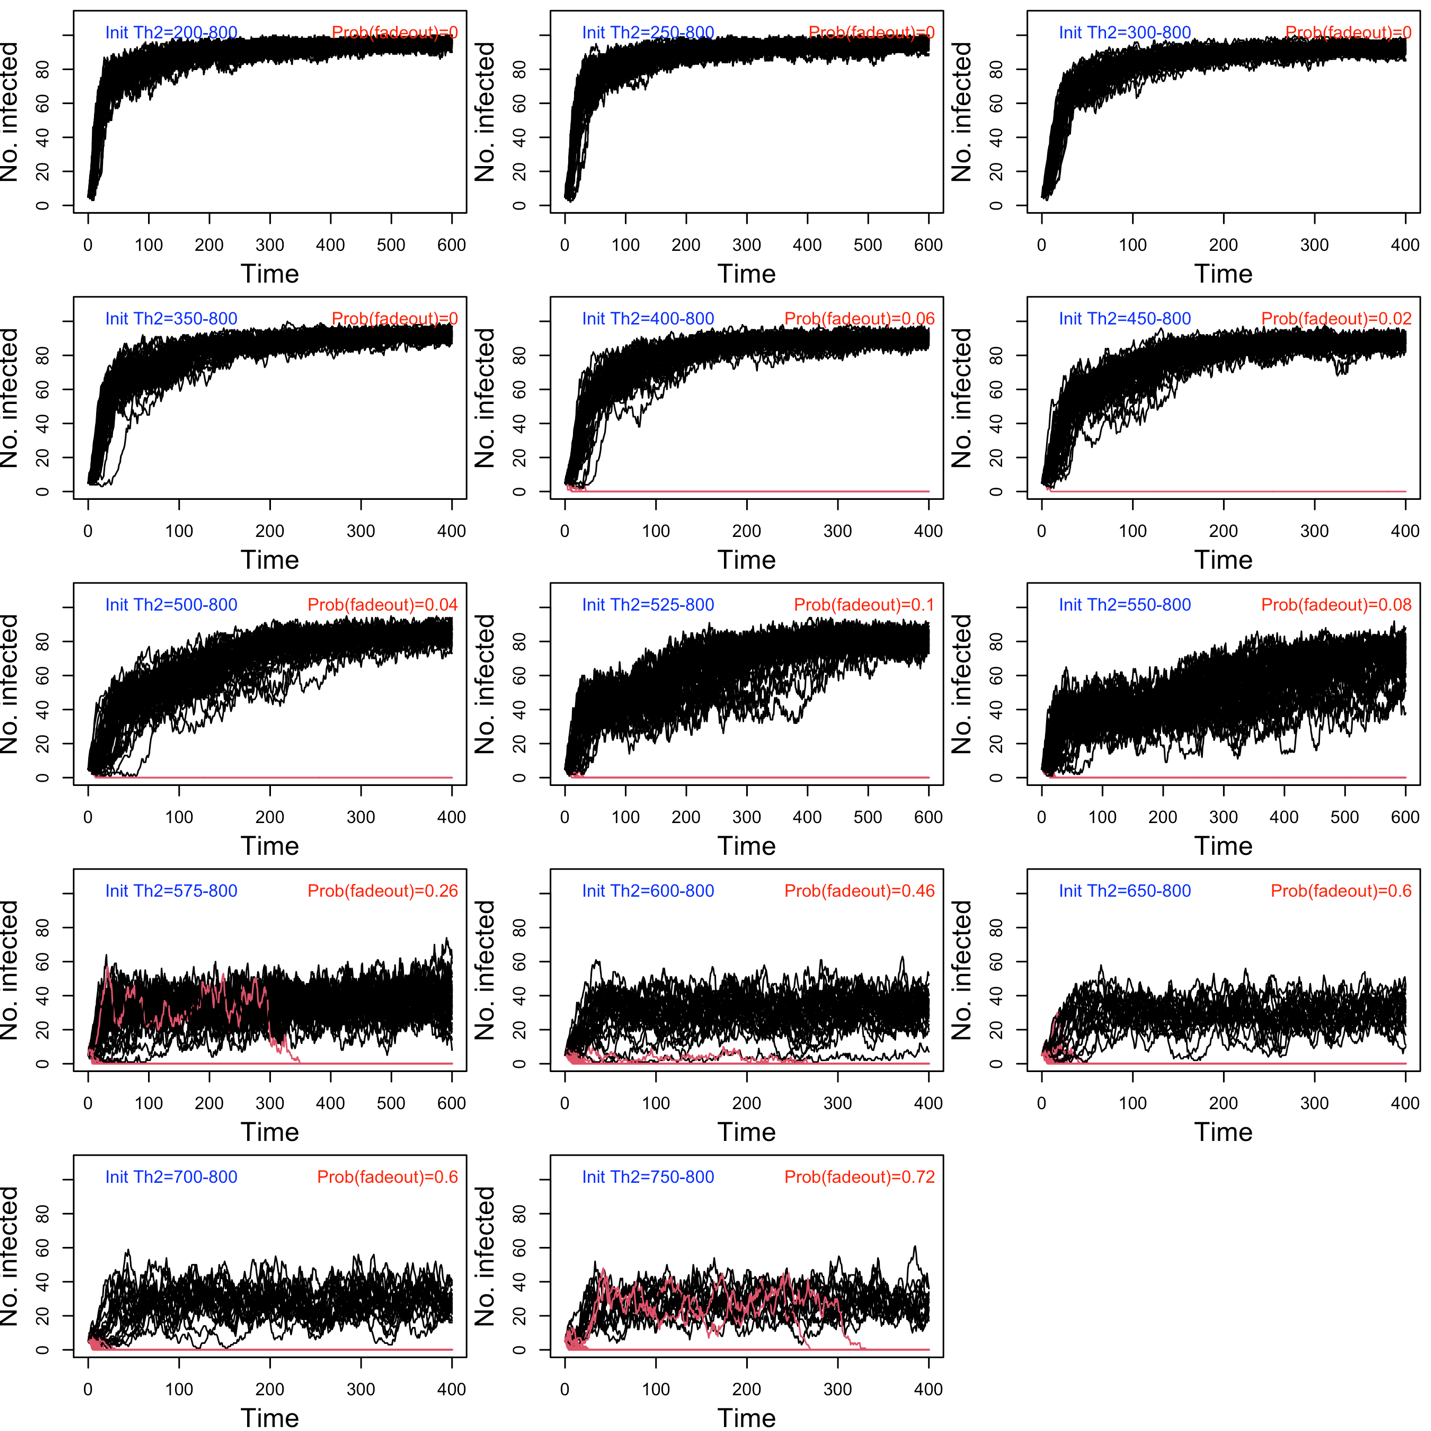 Init Th2=200-800 Prob(fadeout)=0
No. infected
0 20 40 60 80
0 100 200 300 400 500 600
Time
Init Th2=250-800 Prob(fadeout)=0
No. infected
0 20 40 60 80
0 100 200 300 400 500 600
Time
Init Th2=300-800 Prob(fadeout)=0
No. infected
0 20 40 60 80
0 100 200 300 400
Time
Init Th2=350-800 Prob(fadeout)=0
No. infected
0 20 40 60 80
0 100 200 300 400
Time
Init Th2=400-800 Prob(fadeout)=0.06
No. infected
0 20 40 60 80
0 100 200 300 400
Time
Init Th2=450-800 Prob(fadeout)=0.02
No. infected
0 20 40 60 80
0 100 200 300 400
Time
Init Th2=500-800 Prob(fadeout)=0.04
No. infected
0 20 40 60 80
0 100 200 300 400
Time
Init Th2=525-800 Prob(fadeout)=0.1
No. infected
0 20 40 60 80
0 100 200 300 400 500 600
Time
Init Th2=550-800 Prob(fadeout)=0.08
No. infected
0 20 40 60 80
0 100 200 300 400 500 600
Time
Init Th2=575-800 Prob(fadeout)=0.26
No. infected
0 20 40 60 80
0 100 200 300 400 500 600
Time
Init Th2=600-800 Prob(fadeout)=0.46
No. infected
0 20 40 60 80
0 100 200 300 400
Time
Init Th2=650-800 Prob(fadeout)=0.6
No. infected
0 20 40 60 80
0 100 200 300 400
Time
Init Th2=700-800 Prob(fadeout)=0.6
No. infected
0 20 40 60 80
0 100 200 300 400
Time
Init Th2=750-800 Prob(fadeout)=0.72
No. infected
0 20 40 60 80
0 100 200 300 400
Time